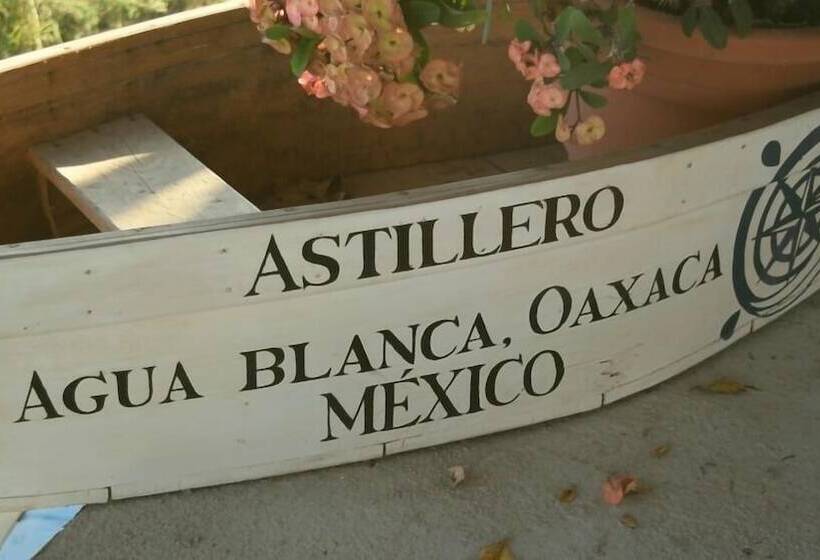 ASTILLERO
AGUA BLANCA, OAXACA
MÉXICO